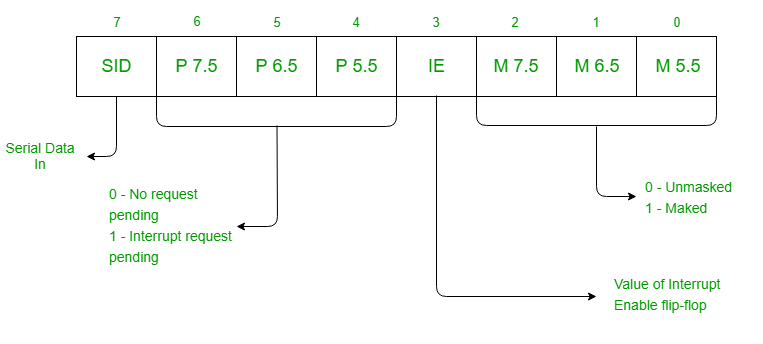 7 6 5 4 3 2 1 0
SID P 7.5 P 6.5 P 5.5 IE M 7.5 M 6.5 M 5.5
Serial Data
In
0 - No request
pending
1 - Interrupt request
pending
0 - Unmasked
1 - Maked
Value of Interrupt
Enable flip-flop